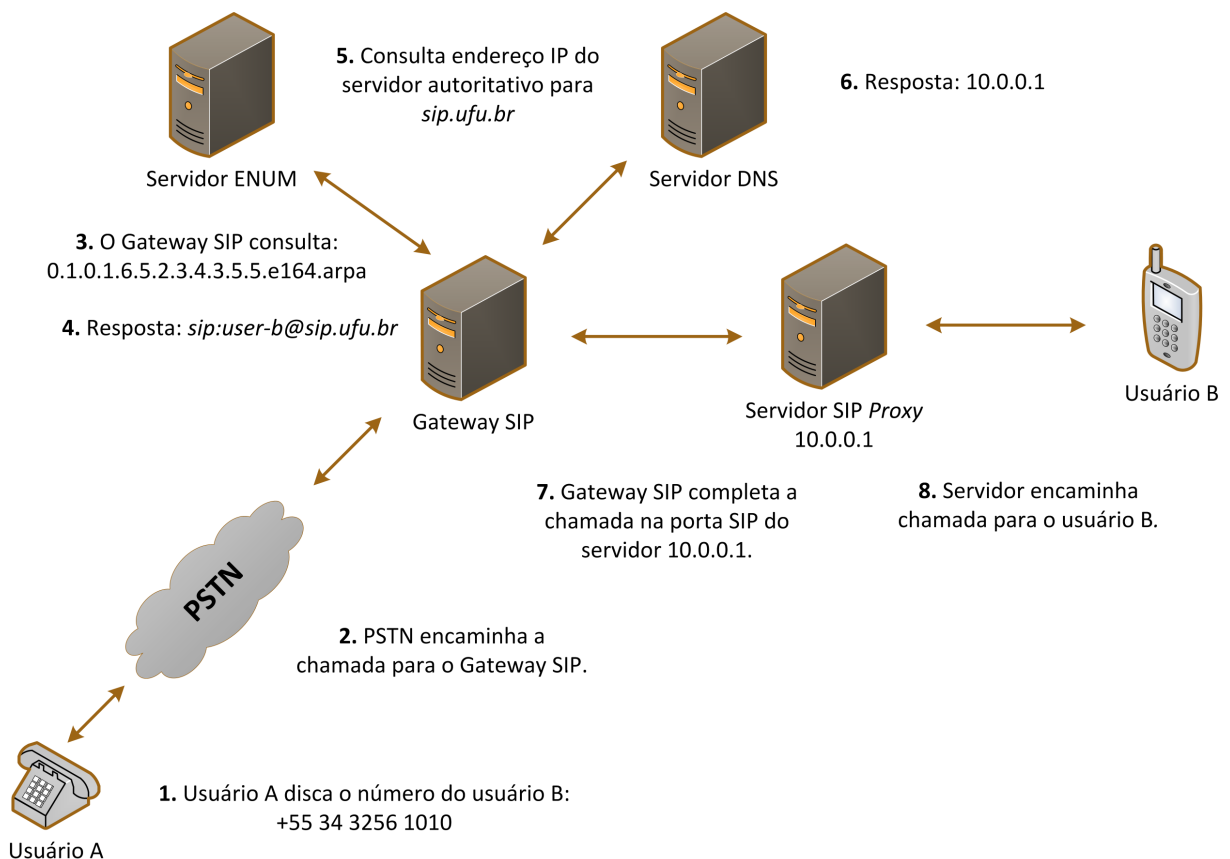 5. Consulta endereço IP do
servidor autoritativo para
sip.ufu.br
6. Resposta: 10.0.0.1
Servidor ENUM
Servidor DNS
3. O Gateway SIP consulta:
0.1.0.1.6.5.2.3.4.3.5.5.e164.arpa
4. Resposta: sip:user-b@sip.ufu.br
Gateway SIP
Servidor SIP Proxy
10.0.0.1
Usuário B
7. Gateway SIP completa a
chamada na porta SIP do
servidor 10.0.0.1.
8. Servidor encaminha
chamada para o usuário B.
PSTN
2. PSTN encaminha a
chamada para o Gateway SIP.
1. Usuário A disca o número do usuário B:
+55 34 3256 1010
Usuário A